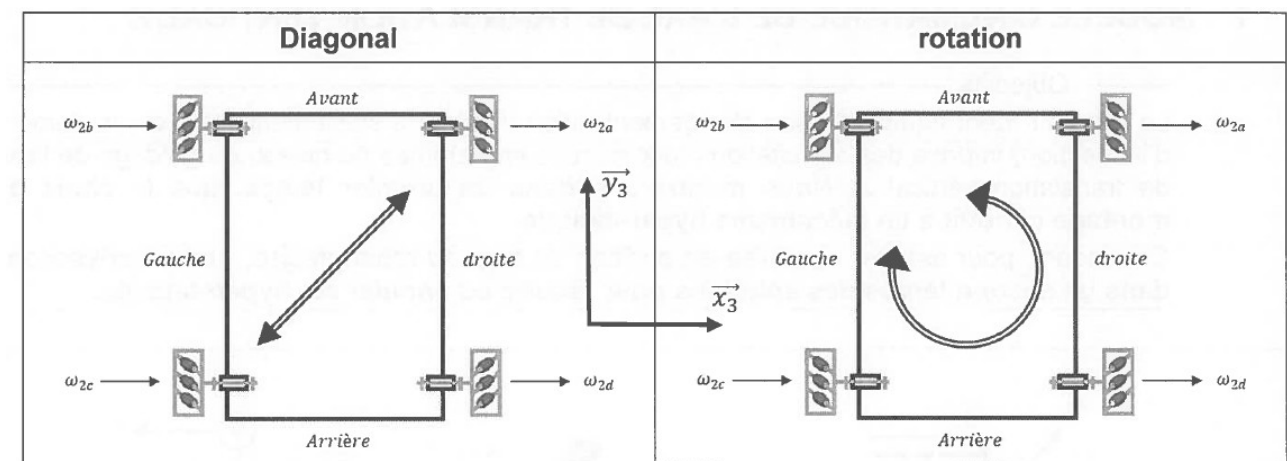 Diagonal
rotation
Avant
ω2b
ω2a
Gauche
droite
ω2c
ω2d
Arrière
y3
x3
Avant
ω2b
ω2a
Gauche
droite
ω2c
ω2d
Arrière